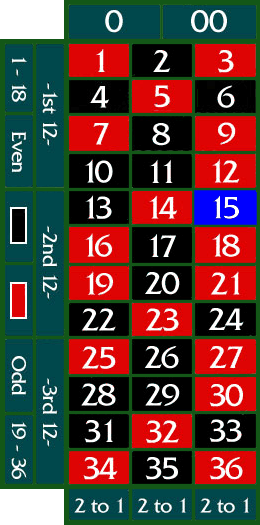 0 00
1 2 3
4 5 6
7 8 9
10 11 12
13 14 15
16 17 18
19 20 21
22 23 24
25 26 27
28 29 30
31 32 33
34 35 36
2 to 1 2 to 1 2 to 1
-1st 12-
-2nd 12-
-3rd 12-
1 - 18
Even
Odd
19 - 36